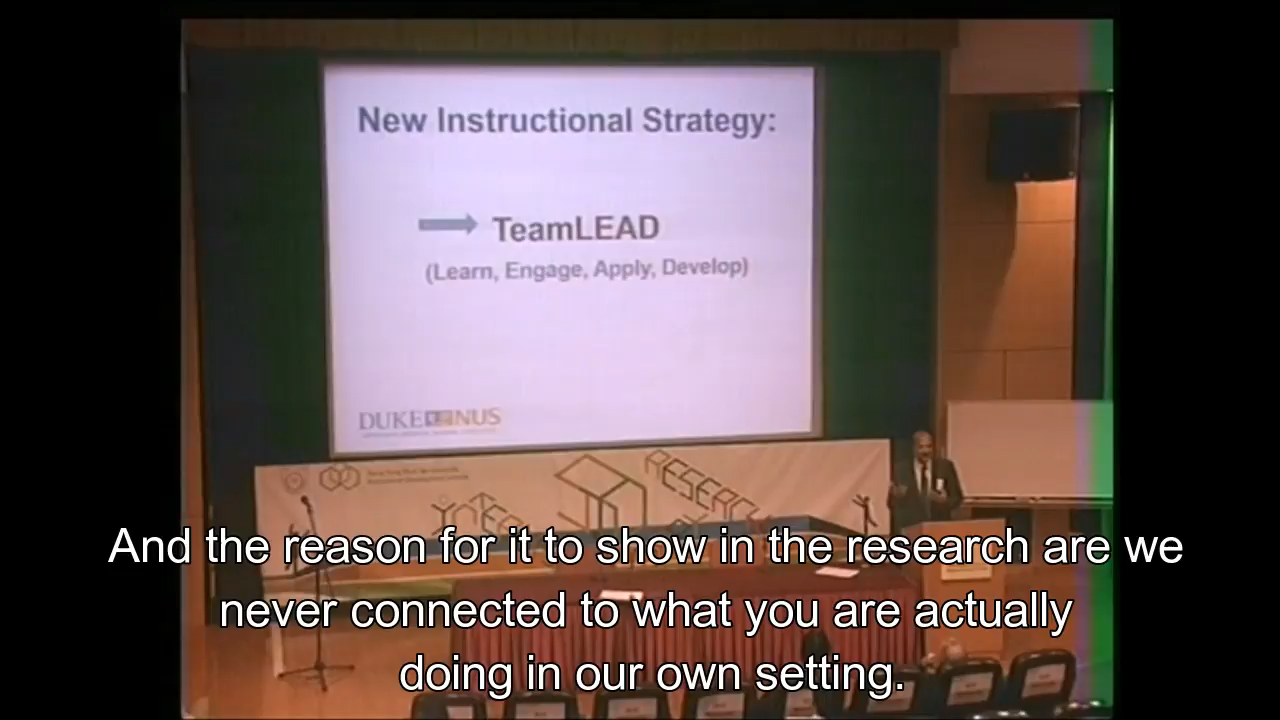 New Instructional Strategy:
TeamLEAD
(Learn, Engage, Apply, Develop)
DUKE NUS
RESEARCH
And the reason for it to show in the research are we
never connected to what you are actually
doing in our own setting.